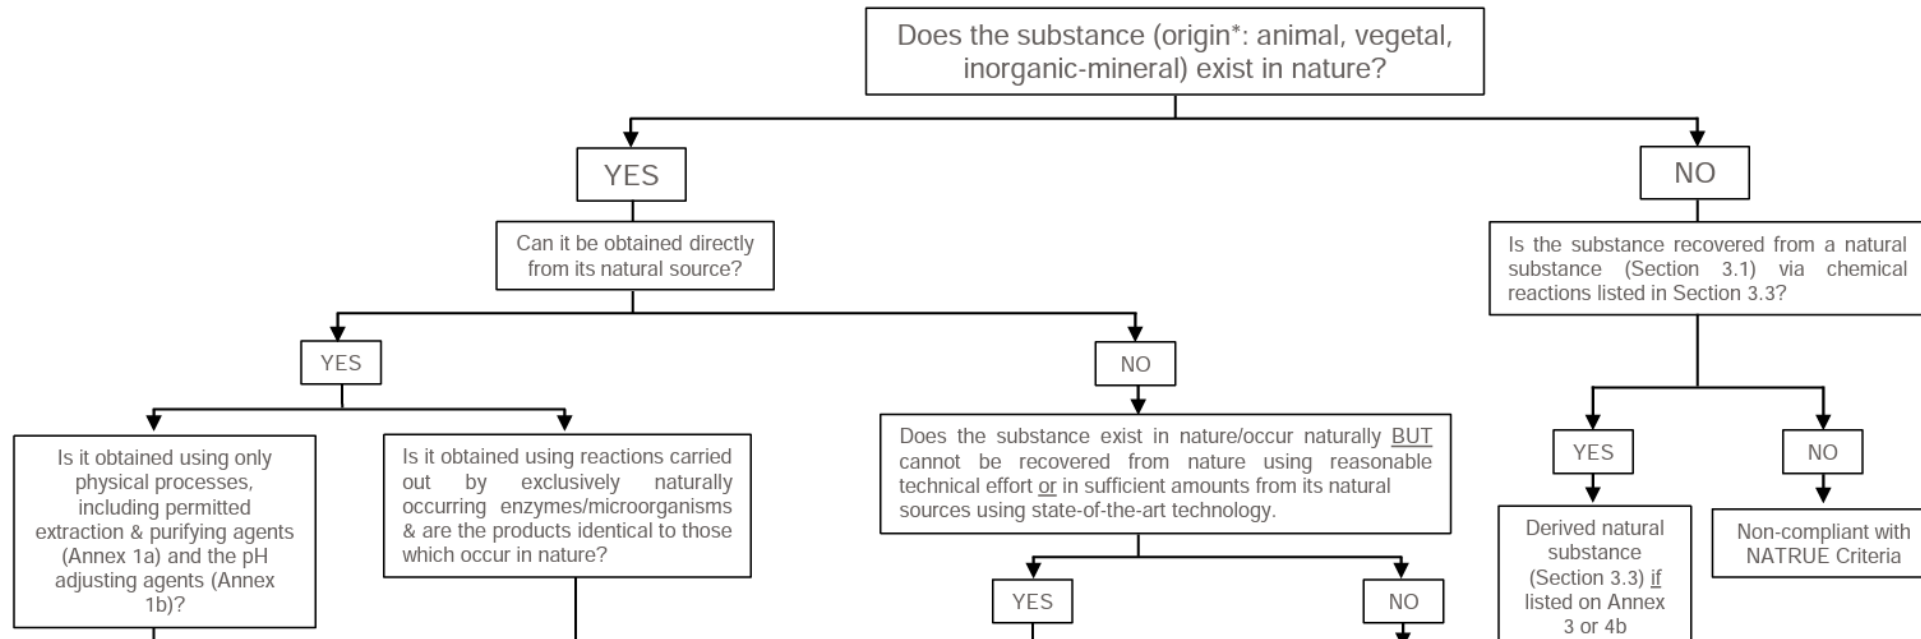 Does the substance (origin*: animal, vegetal,
inorganic-mineral) exist in nature?
YES
NO
Can it be obtained directly
from its natural source?
Is the substance recovered from a natural
substance (Section 3.1) via chemical
reactions listed in Section 3.3?
YES
NO
Is it obtained using only
physical processes,
including permitted
extraction & purifying agents
(Annex 1a) and the pH
adjusting agents (Annex
1b)?
Is it obtained using reactions carried
out by exclusively naturally
occurring enzymes/microorganisms
& are the products identical to those
which occur in nature?
Does the substance exist in nature/occur naturally BUT
cannot be recovered from nature using reasonable
technical effort or in sufficient amounts from its natural
sources using state-of-the-art technology.
YES
NO
YES
NO
Derived natural
substance
(Section 3.3) if
listed on Annex
3 or 4b
Non-compliant with
NATRUE Criteria